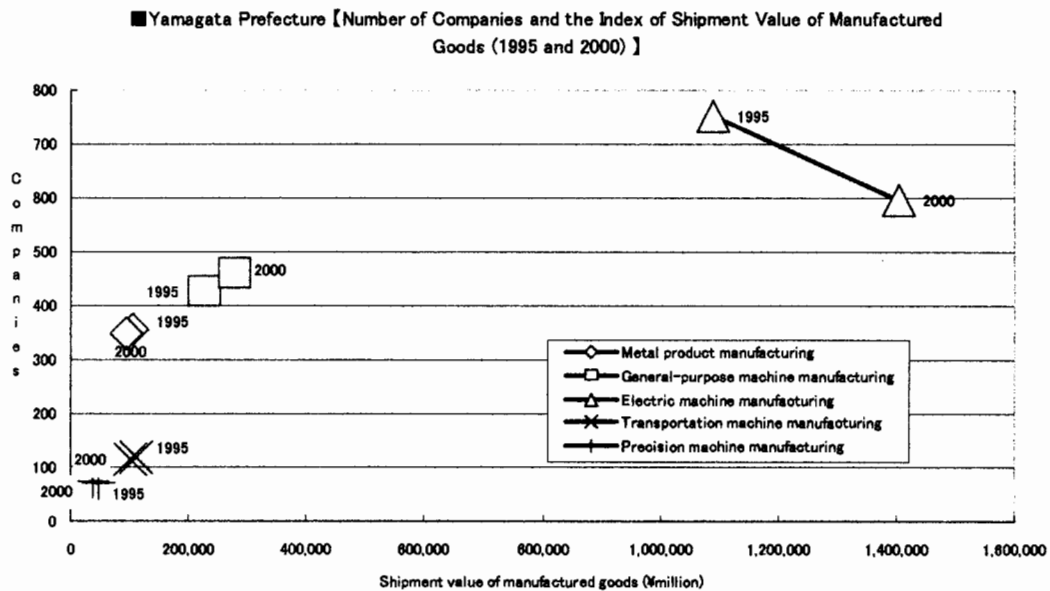 ■Yamagata Prefecture【Number of Companies and the Index of Shipment Value of Manufactured
Goods (1995 and 2000) 】
Companies
800
700
800
500
400
300
200
100
0
1995
2000
1995
2000
1995
2000
1995
2000
2000
1995
Metal product manufacturing
General-purpose machine manufacturing
Electric machine manufacturing
Transportation machine manufacturing
Precision machine manufacturing
0 200,000 400,000 600,000 800,000 1,000,000 1,200,000 1,400,000 1,600,000
Shipment value of manufactured goods (¥million)